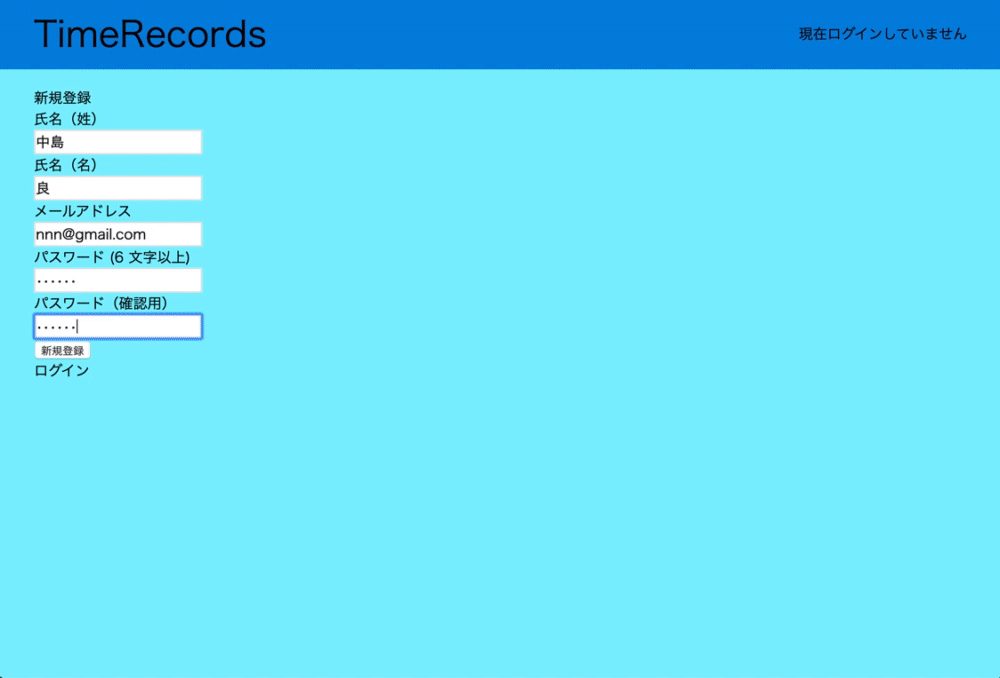 TimeRecords
現在ログインしていません
新規登録
氏名（姓）
中島
氏名（名）
良
メールアドレス
nnn@gmail.com
パスワード (6 文字以上)
······
パスワード（確認用）
······
新規登録
ログイン